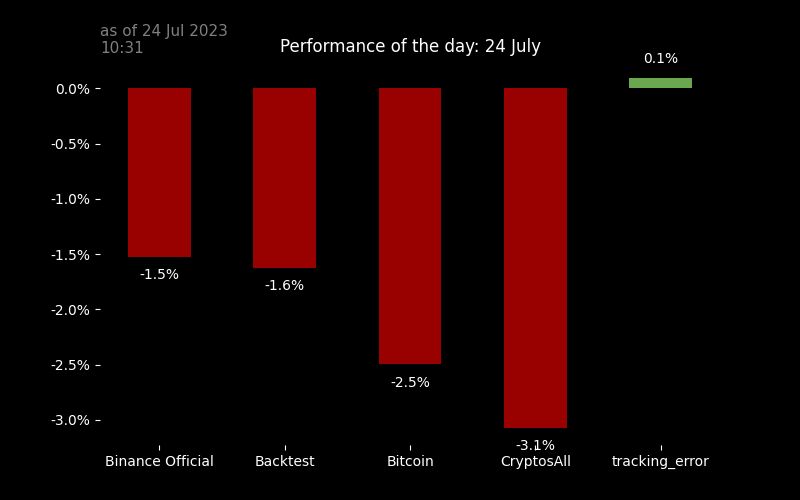 as of 24 Jul 2023
10:31
Performance of the day: 24 July
0.1%
0.0%
-0.5%
-1.0%
-1.5%
-2.0%
-2.5%
-3.0%
-1.5%
-1.6%
-2.5%
-3.1%
Binance Official
Backtest
Bitcoin
CryptosAll
tracking_error